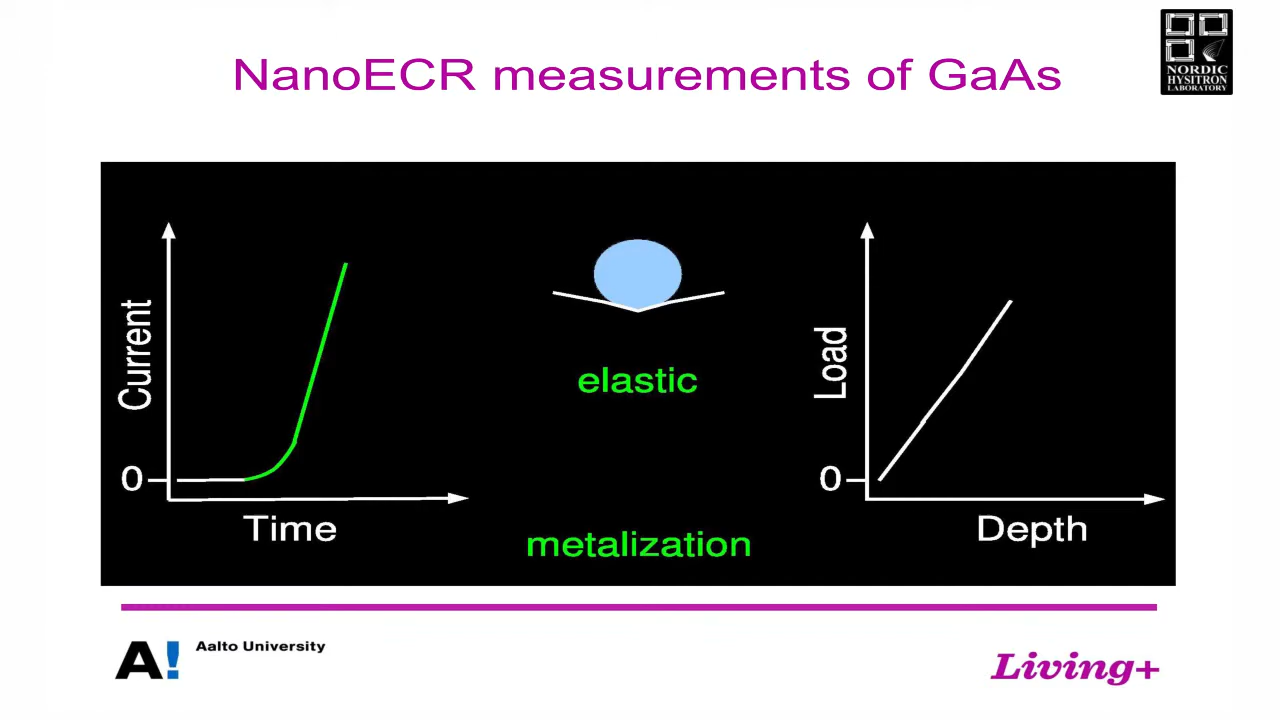 NanoECR measurements of GaAs
NORDIC
HYSITRON
LABORATORY
Current
0
Time
elastic
metalization
Load
0
Depth
A!
Aalto University
Living+